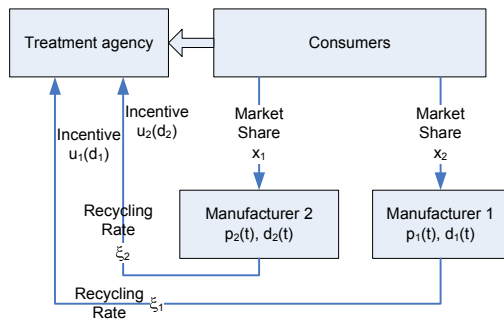 Treatment agency
Consumers
Incentive
u₂(d₂)
Incentive
u₁(d₁)
Market
Share
x₁
Market
Share
x₂
Recycling
Rate
ξ₂
Manufacturer 2
p₂(t), d₂(t)
Manufacturer 1
p₁(t), d₁(t)
Recycling
Rate
ξ₁